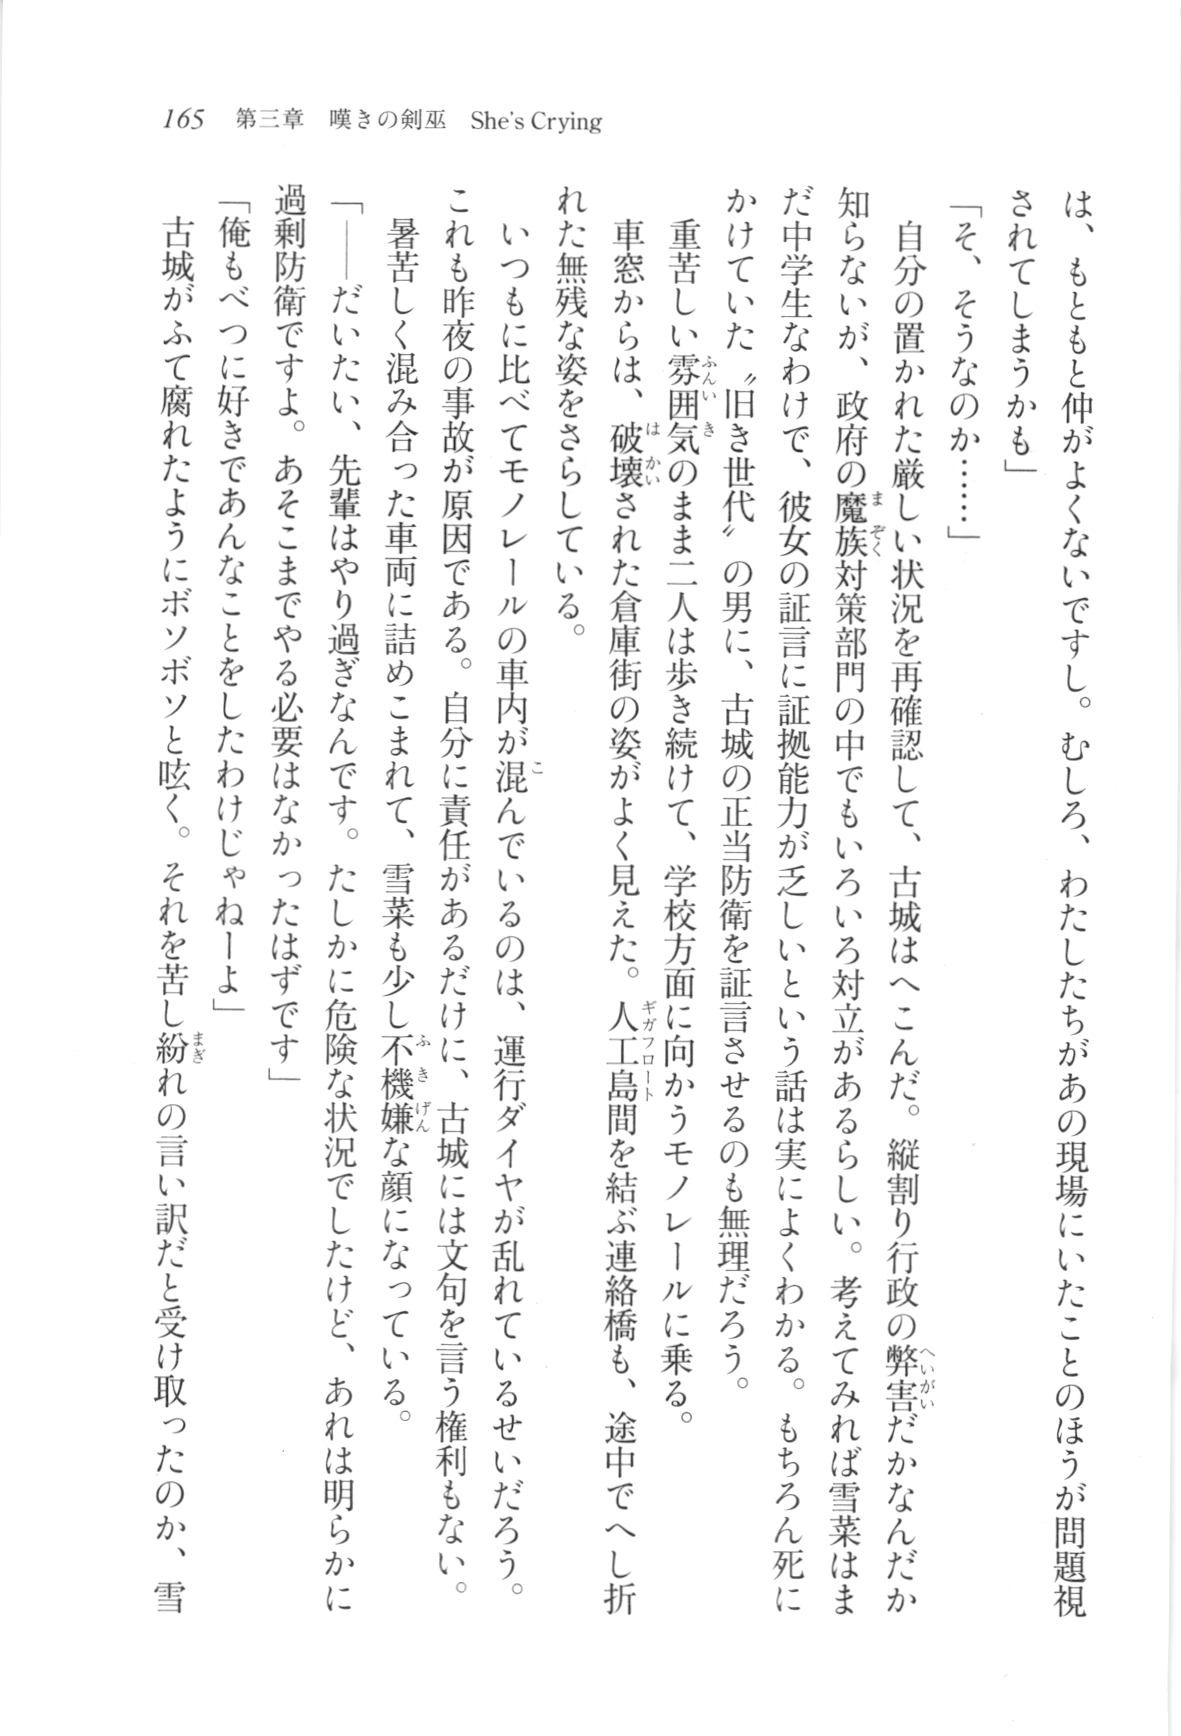 165　第三章　嘆きの剣巫　She's Crying
は、もともと仲がよくないですし。むしろ、わたしたちがあの現場にいたことのほうが問題視
されてしまうかも」
「そ、そうなのか……」
　自分の置かれた厳しい状況を再確認して、古城はへこんだ。縦割り行政の弊害だかなんだか
知らないが、政府の魔族対策部門の中でもいろいろ対立があるらしい。考えてみれば雪菜はま
だ中学生なわけで、彼女の証言に証拠能力が乏しいという話は実によくわかる。もちろん死に
かけていた〝旧き世代〟の男に、古城の正当防衛を証言させるのも無理だろう。
　重苦しい雰囲気のまま二人は歩き続けて、学校方面に向かうモノレールに乗る。
　車窓からは、破壊された倉庫街の姿がよく見えた。人工島間を結ぶ連絡橋も、途中でへし折
れた無残な姿をさらしている。
　いつもに比べてモノレールの車内が混んでいるのは、運行ダイヤが乱れているせいだろう。
これも昨夜の事故が原因である。自分に責任があるだけに、古城には文句を言う権利もない。
　暑苦しく混み合った車両に詰めこまれて、雪菜も少し不機嫌な顔になっている。
「――だいたい、先輩はやり過ぎなんです。たしかに危険な状況でしたけど、あれは明らかに
過剰防衛ですよ。あそこまでやる必要はなかったはずです」
「俺もべつに好きであんなことをしたわけじゃねーよ」
　古城がふて腐れたようにボソボソと呟く。それを苦し紛れの言い訳だと受け取ったのか、雪